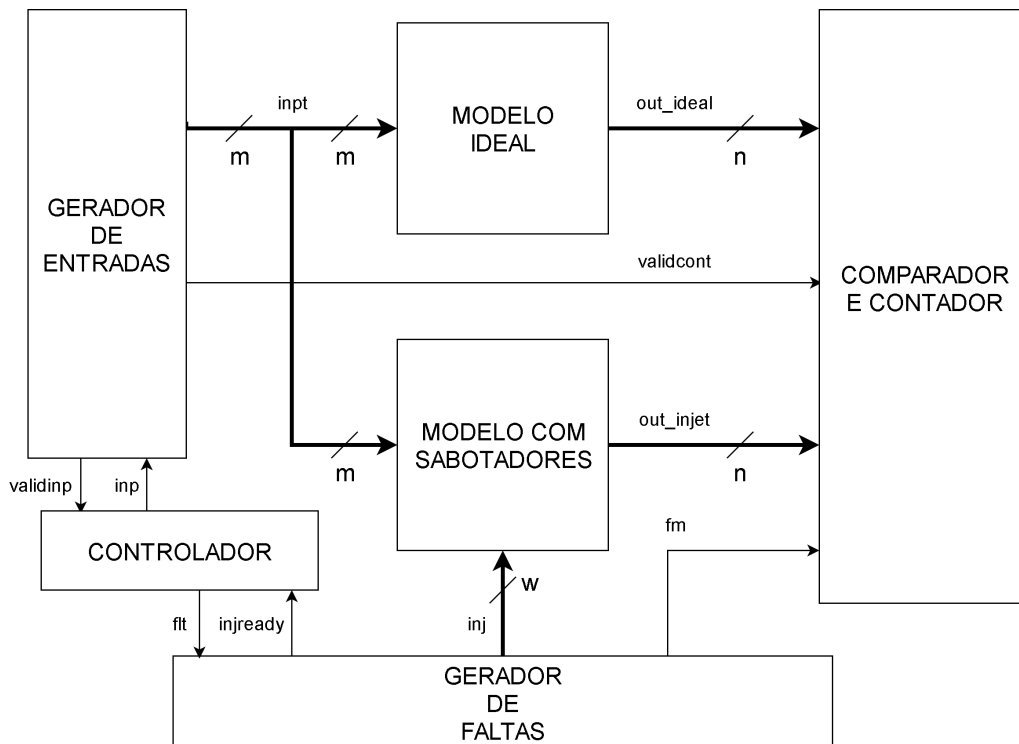 inpt
MODELO
IDEAL
out_ideal
m
m
n
GERADOR
DE
ENTRADAS
validcont
COMPARADOR
E CONTADOR
MODELO COM
SABOTADORES
out_injet
m
n
validinp
inp
CONTROLADOR
fm
w
flt
injready
inj
GERADOR
DE
FALTAS